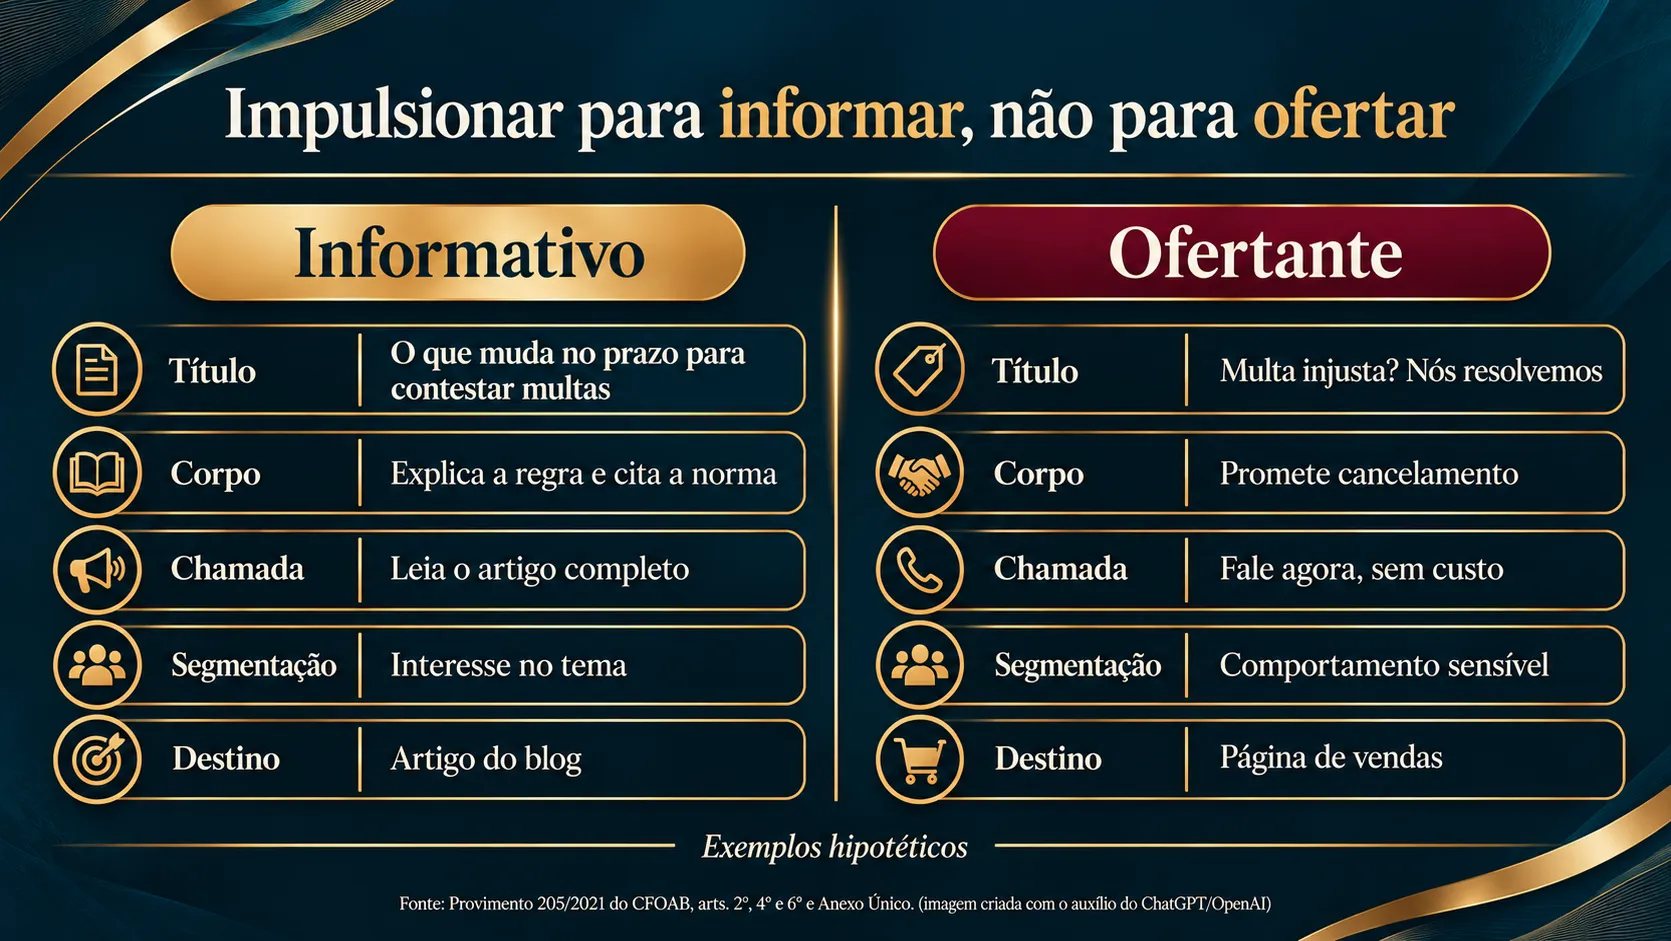 Impulsionar para informar, não para ofertar
Informativo
Título
O que muda no prazo para
contestar multas
Corpo
Explica a regra e cita a norma
Chamada
Leia o artigo completo
Segmentação
Interesse no tema
Destino
Artigo do blog
Ofertante
Título
Multa injusta? Nós resolvemos
Corpo
Promete cancelamento
Chamada
Fale agora, sem custo
Segmentação
Comportamento sensível
Destino
Página de vendas
Exemplos hipotéticos
Fonte: Provimento 205/2021 do CFOAB, arts. 2º, 4º e 6º e Anexo Único. (imagem criada com o auxílio do ChatGPT/OpenAI)